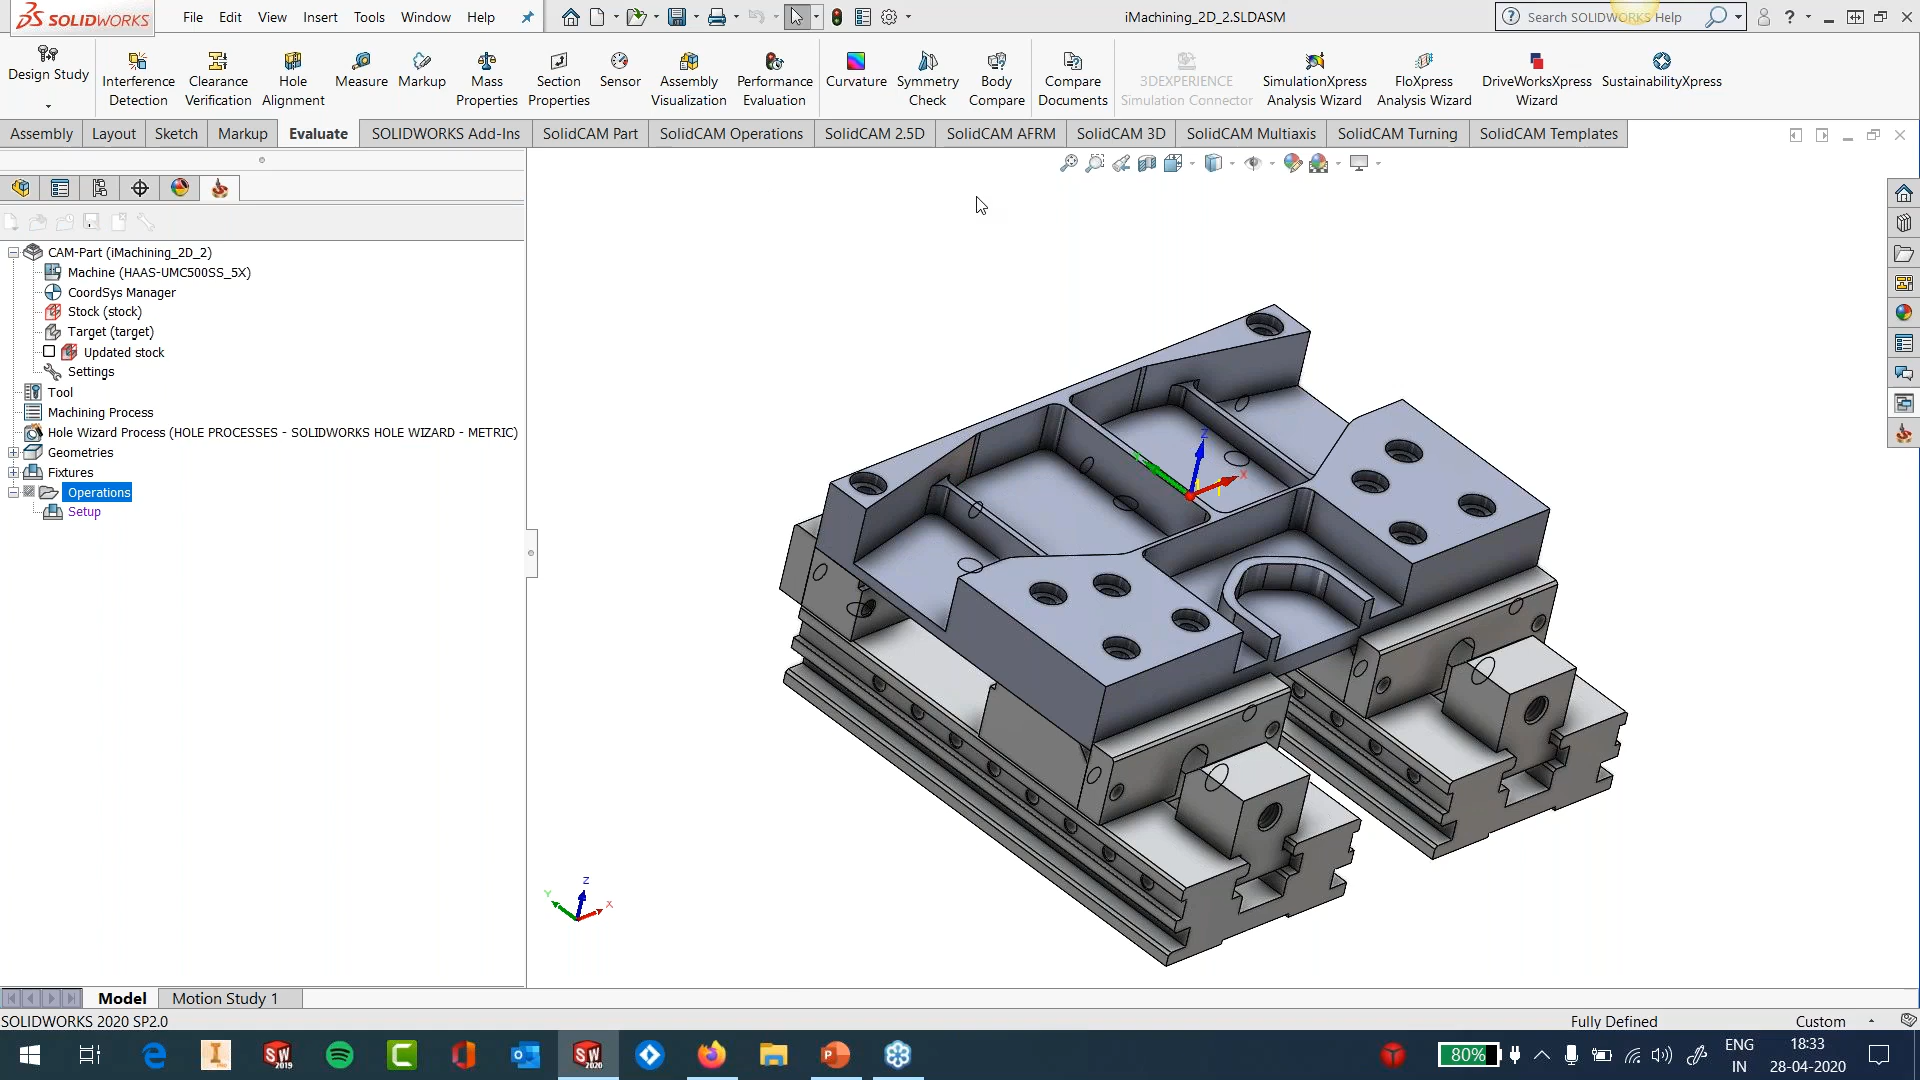 SOLIDWORKS File Edit View Insert Tools Window Help iMachining_2D_2.SLDASM Search SOLIDWORKS Help
Design Study
Interference Detection
Clearance Verification
Hole Alignment
Measure
Markup
Mass Properties
Section Properties
Sensor
Assembly Visualization
Performance Evaluation
Curvature
Symmetry Check
Body Compare
Compare Documents
3DEXPERIENCE Simulation Connector
SimulationXpress Analysis Wizard
FloXpress Analysis Wizard
DriveWorksXpress Wizard
SustainabilityXpress
Assembly Layout Sketch Markup Evaluate SOLIDWORKS Add-Ins SolidCAM Part SolidCAM Operations SolidCAM 2.5D SolidCAM AFRM SolidCAM 3D SolidCAM Multiaxis SolidCAM Turning SolidCAM Templates
CAM-Part (iMachining_2D_2)
Machine (HAAS-UMC500SS_5X)
CoordSys Manager
Stock (stock)
Target (target)
Updated stock
Settings
Tool
Machining Process
Hole Wizard Process (HOLE PROCESSES - SOLIDWORKS HOLE WIZARD - METRIC)
Geometries
Fixtures
Operations
Setup
Z
X
Z
Y
X
Model Motion Study 1
SOLIDWORKS 2020 SP2.0 Fully Defined Custom
SW 2019
SW 2020
80%
ENG IN
18:33
28-04-2020